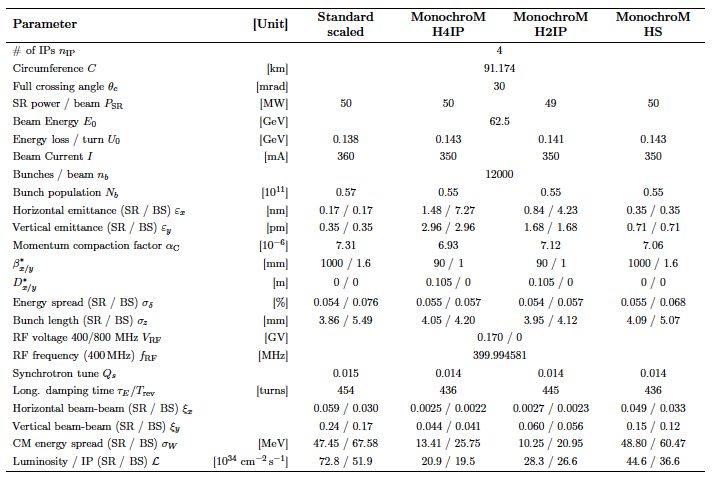 Parameter [Unit] Standard scaled MonochroM H4IP MonochroM H2IP MonochroM HS
# of IPs n_IP 4
Circumference C [km] 91.174
Full crossing angle θ_c [mrad] 30
SR power / beam P_SR [MW] 50 50 49 50
Beam Energy E_0 [GeV] 62.5
Energy loss / turn U_0 [GeV] 0.138 0.143 0.141 0.143
Beam Current I [mA] 360 350 350 350
Bunches / beam n_b 12000
Bunch population N_b [10^11] 0.57 0.55 0.55 0.55
Horizontal emittance (SR / BS) ε_x [nm] 0.17 / 0.17 1.48 / 7.27 0.84 / 4.23 0.35 / 0.35
Vertical emittance (SR / BS) ε_y [pm] 0.35 / 0.35 2.96 / 2.96 1.68 / 1.68 0.71 / 0.71
Momentum compaction factor α_C [10^−6] 7.31 6.93 7.12 7.06
β*_x/y [mm] 1000 / 1.6 90 / 1 90 / 1 1000 / 1.6
D*_x/y [m] 0 / 0 0.105 / 0 0.105 / 0 0 / 0
Energy spread (SR / BS) σ_δ [%] 0.054 / 0.076 0.055 / 0.057 0.054 / 0.057 0.055 / 0.068
Bunch length (SR / BS) σ_z [mm] 3.86 / 5.49 4.05 / 4.20 3.95 / 4.12 4.09 / 5.07
RF voltage 400/800 MHz V_RF [GV] 0.170 / 0
RF frequency (400 MHz) f_RF [MHz] 399.994581
Synchrotron tune Q_s 0.015 0.014 0.014 0.014
Long. damping time τ_E/T_rev [turns] 454 436 445 436
Horizontal beam-beam (SR / BS) ξ_x 0.059 / 0.030 0.0025 / 0.0022 0.0027 / 0.0023 0.049 / 0.033
Vertical beam-beam (SR / BS) ξ_y 0.24 / 0.17 0.044 / 0.041 0.060 / 0.056 0.15 / 0.12
CM energy spread (SR / BS) σ_W [MeV] 47.45 / 67.58 13.41 / 25.75 10.25 / 20.95 48.80 / 60.47
Luminosity / IP (SR / BS) ℒ [10^34 cm^−2 s^−1] 72.8 / 51.9 20.9 / 19.5 28.3 / 26.6 44.6 / 36.6